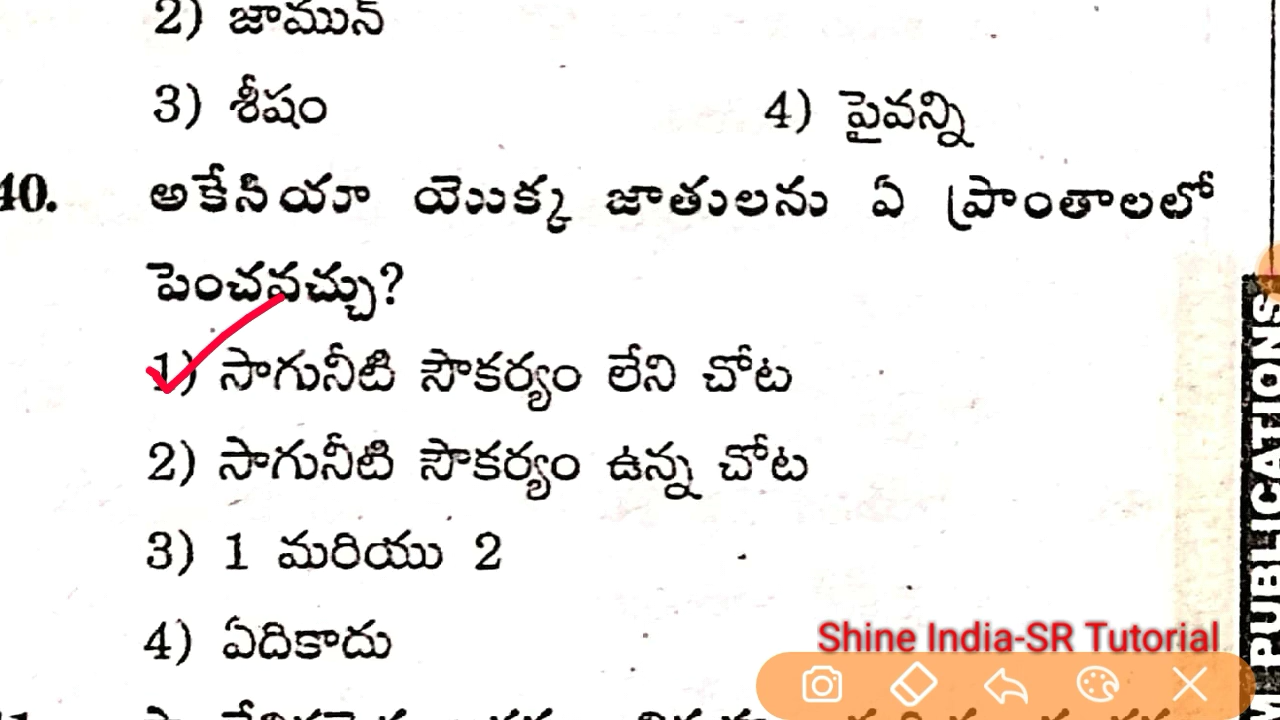 2) జామున్
3) శీషం 4) పైవన్ని
40. అకేసియా యొక్క జాతులను ఏ ప్రాంతాలలో
పెంచవచ్చు?
1) సాగునీటి సౌకర్యం లేని చోట
2) సాగునీటి సౌకర్యం ఉన్న చోట
3) 1 మరియు 2
4) ఏదికాదు
Shine India-SR Tutorial
PUBLICATIONS